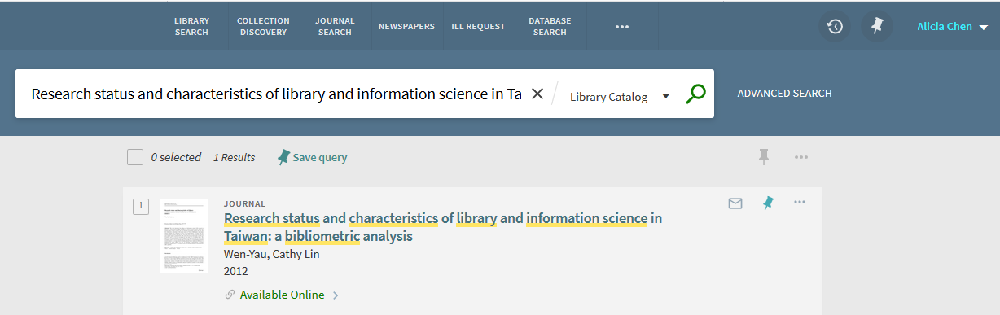 LIBRARY SEARCH
COLLECTION DISCOVERY
JOURNAL SEARCH
NEWSPAPERS
ILL REQUEST
DATABASE SEARCH
•••
Alicia Chen
Research status and characteristics of library and information science in Ta
Library Catalog
ADVANCED SEARCH
0 selected 1 Results Save query
1
JOURNAL
Research status and characteristics of library and information science in
Taiwan: a bibliometric analysis
Wen-Yau, Cathy Lin
2012
Available Online